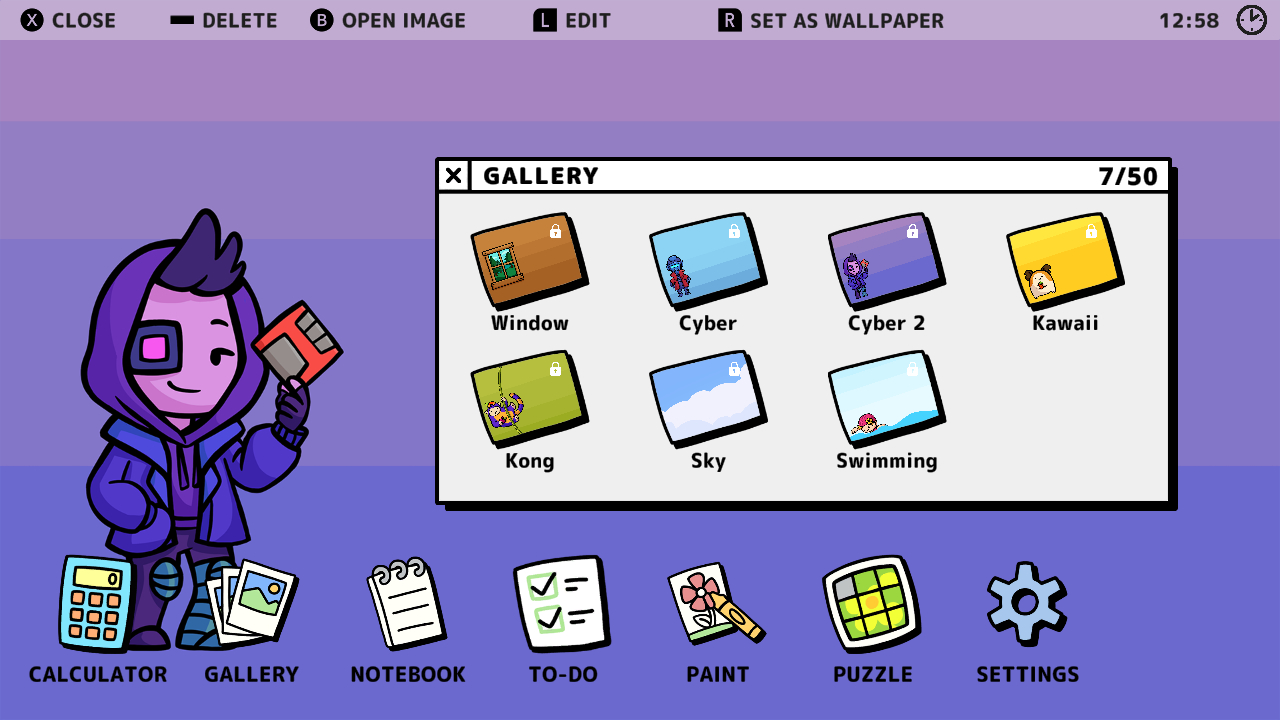 X CLOSE DELETE B OPEN IMAGE L EDIT R SET AS WALLPAPER 12:58
GALLERY 7/50
Window Cyber Cyber 2 Kawaii
Kong Sky Swimming
0
CALCULATOR GALLERY NOTEBOOK TO-DO PAINT PUZZLE SETTINGS